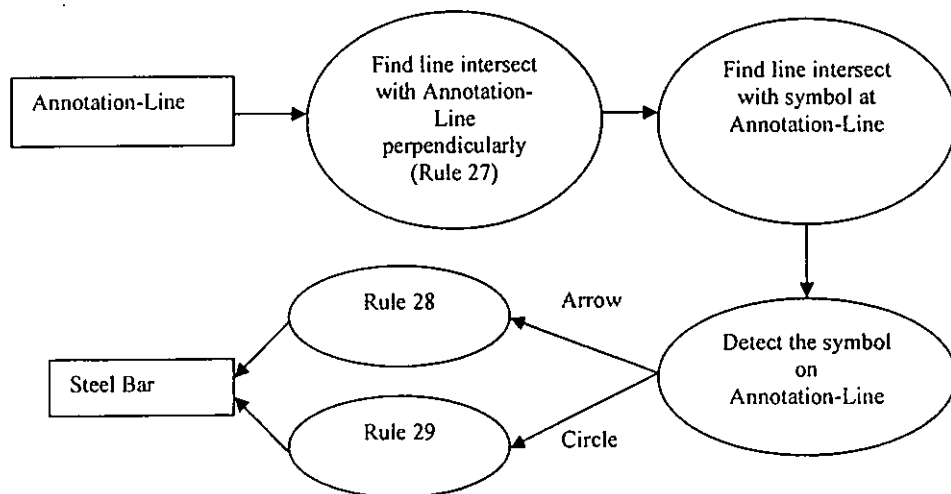 Annotation-Line
Find line intersect
with Annotation-
Line
perpendicularly
(Rule 27)
Find line intersect
with symbol at
Annotation-Line
Detect the symbol
on
Annotation-Line
Arrow
Circle
Rule 28
Rule 29
Steel Bar